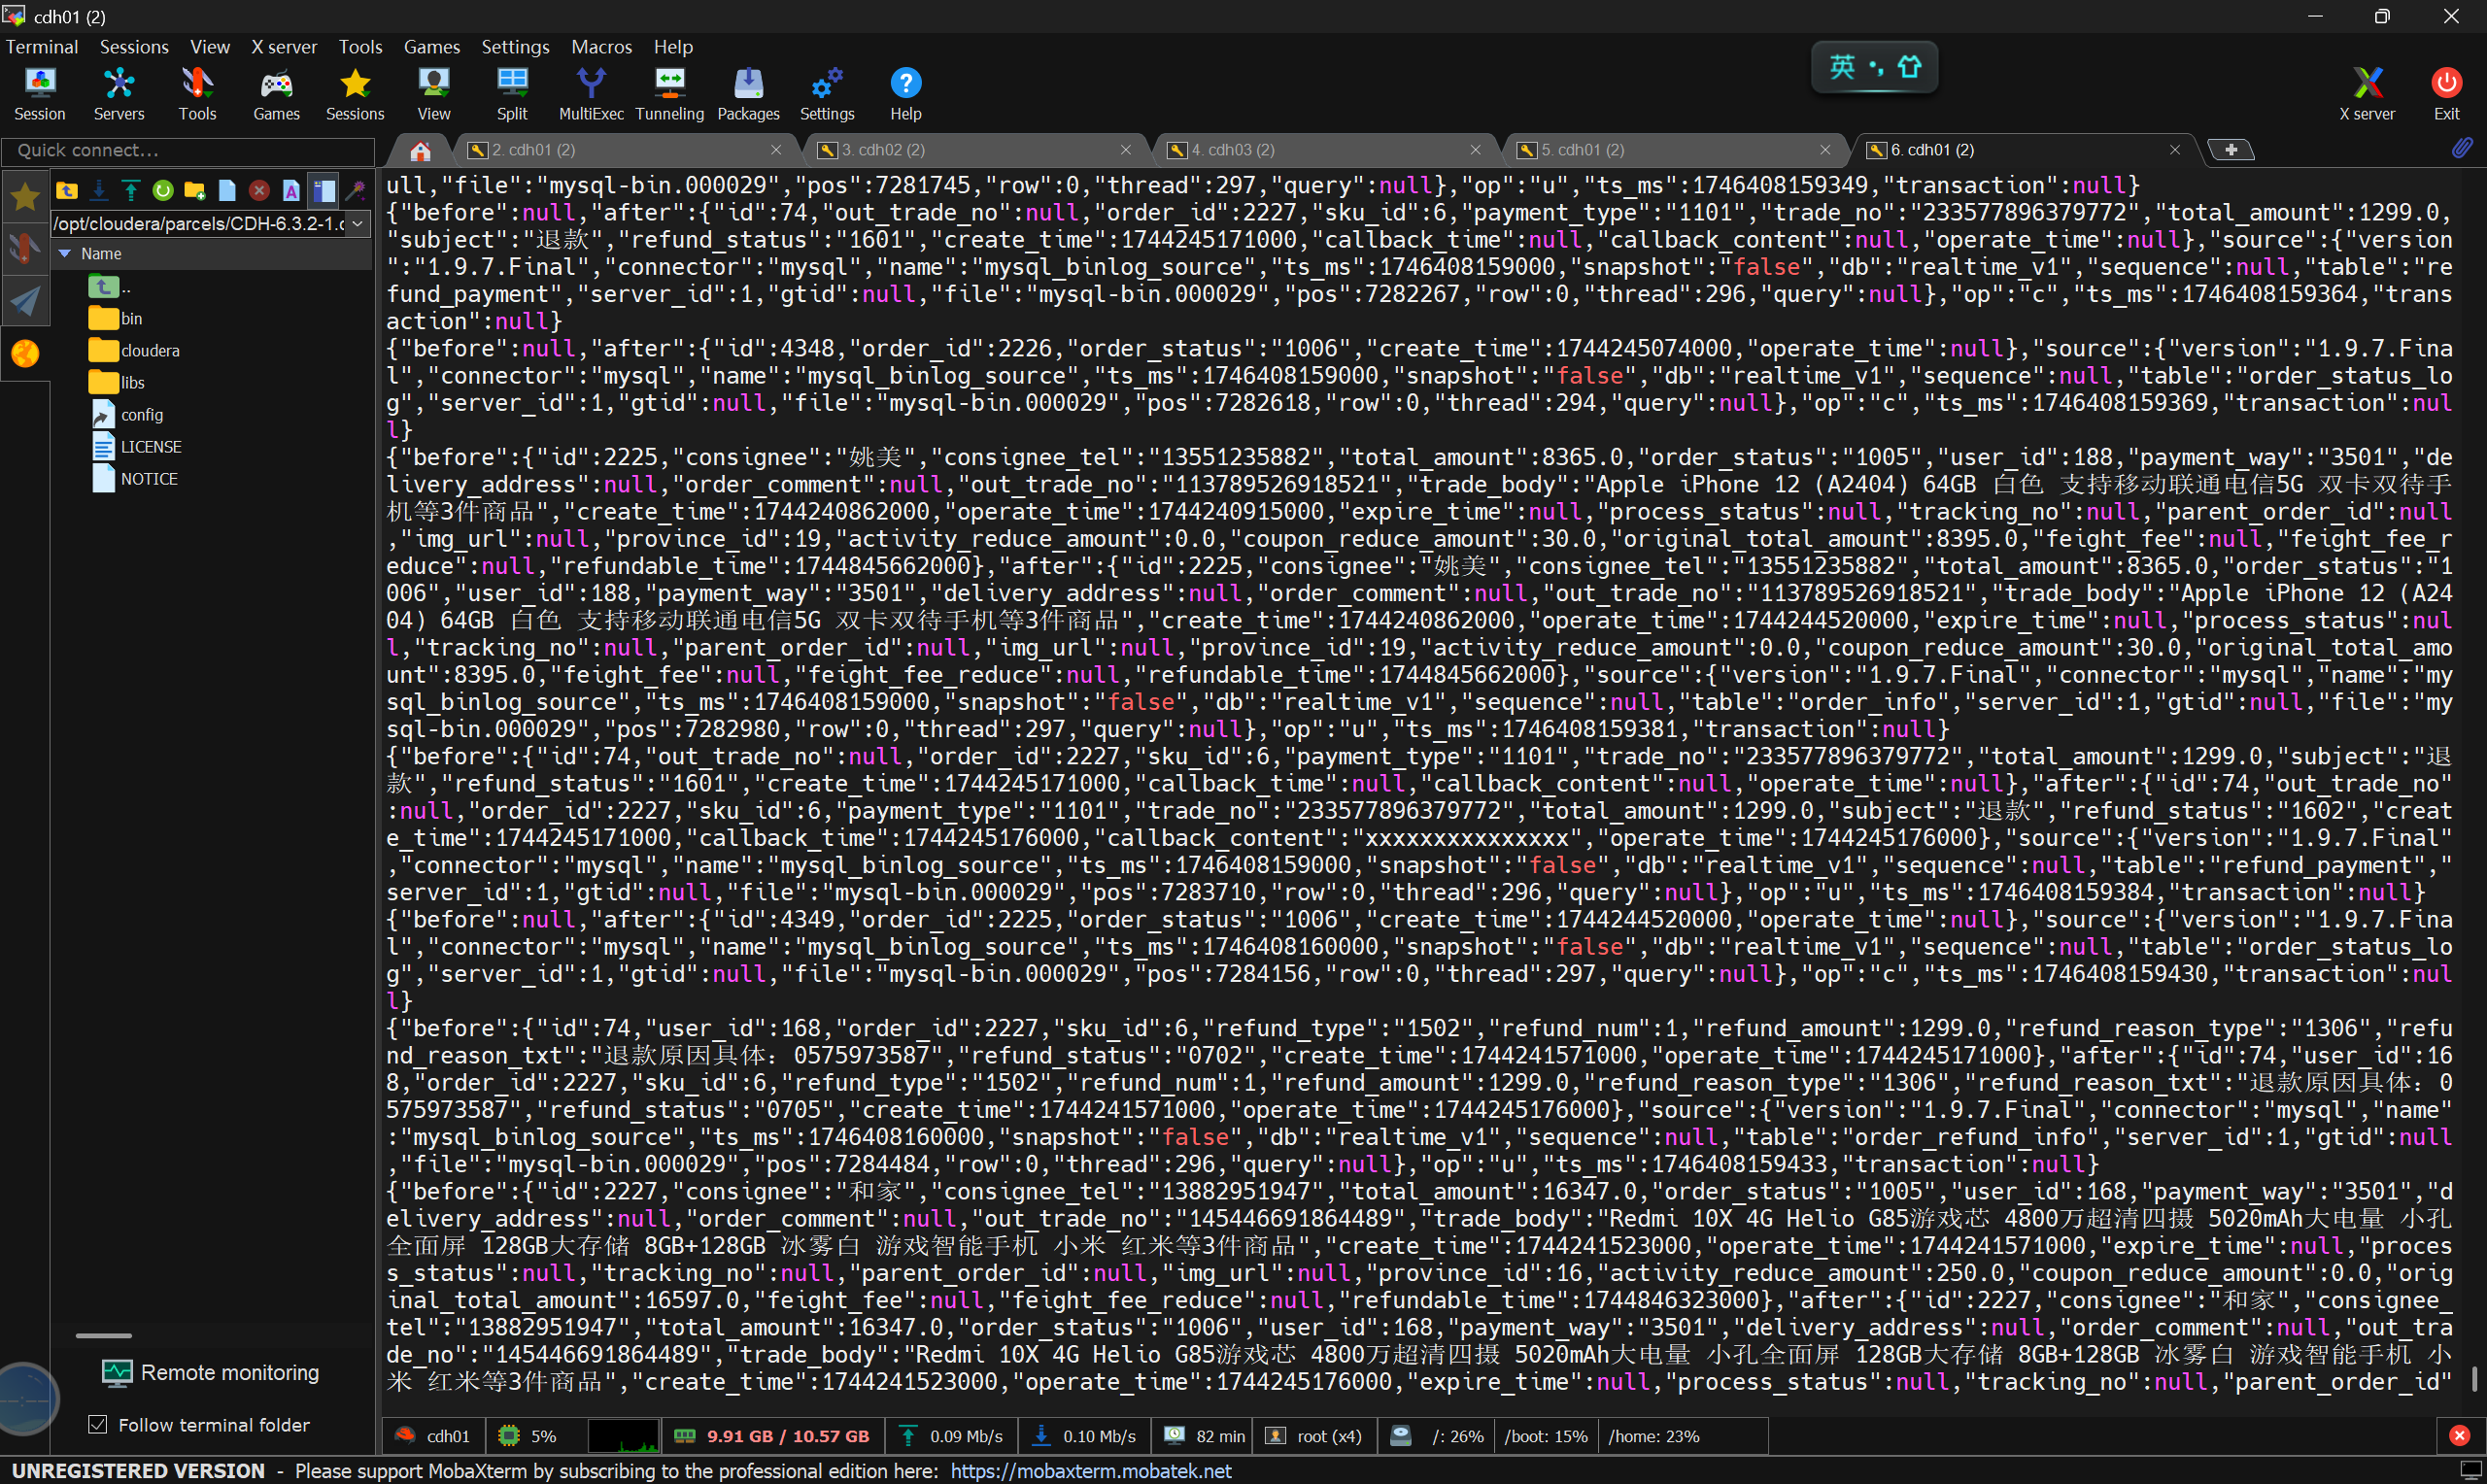 cdh01 (2)
Terminal Sessions View X server Tools Games Settings Macros Help
英
Session Servers Tools Games Sessions View Split MultiExec Tunneling Packages Settings Help X server Exit
Quick connect...
2. cdh01 (2) 3. cdh02 (2) 4. cdh03 (2) 5. cdh01 (2) 6. cdh01 (2)
/opt/cloudera/parcels/CDH-6.3.2-1.c
Name
..
bin
cloudera
libs
config
LICENSE
NOTICE
ull,"file":"mysql-bin.000029","pos":7281745,"row":0,"thread":297,"query":null},"op":"u","ts_ms":1746408159349,"transaction":null}
{"before":null,"after":{"id":74,"out_trade_no":null,"order_id":2227,"sku_id":6,"payment_type":"1101","trade_no":"233577896379772","total_amount":1299.0,
"subject":"退款","refund_status":"1601","create_time":1744245171000,"callback_time":null,"callback_content":null,"operate_time":null},"source":{"version
":"1.9.7.Final","connector":"mysql","name":"mysql_binlog_source","ts_ms":1746408159000,"snapshot":"false","db":"realtime_v1","sequence":null,"table":"re
fund_payment","server_id":1,"gtid":null,"file":"mysql-bin.000029","pos":7282267,"row":0,"thread":296,"query":null},"op":"c","ts_ms":1746408159364,"trans
action":null}
{"before":null,"after":{"id":4348,"order_id":2226,"order_status":"1006","create_time":1744245074000,"operate_time":null},"source":{"version":"1.9.7.Fina
l","connector":"mysql","name":"mysql_binlog_source","ts_ms":1746408159000,"snapshot":"false","db":"realtime_v1","sequence":null,"table":"order_status_lo
g","server_id":1,"gtid":null,"file":"mysql-bin.000029","pos":7282618,"row":0,"thread":294,"query":null},"op":"c","ts_ms":1746408159369,"transaction":nul
l}
{"before":{"id":2225,"consignee":"姚美","consignee_tel":"13551235882","total_amount":8365.0,"order_status":"1005","user_id":188,"payment_way":"3501","de
livery_address":null,"order_comment":null,"out_trade_no":"113789526918521","trade_body":"Apple iPhone 12 (A2404) 64GB 白色 支持移动联通电信5G 双卡双待手
机等3件商品","create_time":1744240862000,"operate_time":1744240915000,"expire_time":null,"process_status":null,"tracking_no":null,"parent_order_id":null
,"img_url":null,"province_id":19,"activity_reduce_amount":0.0,"coupon_reduce_amount":30.0,"original_total_amount":8395.0,"feight_fee":null,"feight_fee_r
educe":null,"refundable_time":1744845662000},"after":{"id":2225,"consignee":"姚美","consignee_tel":"13551235882","total_amount":8365.0,"order_status":"1
006","user_id":188,"payment_way":"3501","delivery_address":null,"order_comment":null,"out_trade_no":"113789526918521","trade_body":"Apple iPhone 12 (A24
04) 64GB 白色 支持移动联通电信5G 双卡双待手机等3件商品","create_time":1744240862000,"operate_time":1744244520000,"expire_time":null,"process_status":nul
l,"tracking_no":null,"parent_order_id":null,"img_url":null,"province_id":19,"activity_reduce_amount":0.0,"coupon_reduce_amount":30.0,"original_total_amo
unt":8395.0,"feight_fee":null,"feight_fee_reduce":null,"refundable_time":1744845662000},"source":{"version":"1.9.7.Final","connector":"mysql","name":"my
sql_binlog_source","ts_ms":1746408159000,"snapshot":"false","db":"realtime_v1","sequence":null,"table":"order_info","server_id":1,"gtid":null,"file":"my
sql-bin.000029","pos":7282980,"row":0,"thread":297,"query":null},"op":"u","ts_ms":1746408159381,"transaction":null}
{"before":{"id":74,"out_trade_no":null,"order_id":2227,"sku_id":6,"payment_type":"1101","trade_no":"233577896379772","total_amount":1299.0,"subject":"退
款","refund_status":"1601","create_time":1744245171000,"callback_time":null,"callback_content":null,"operate_time":null},"after":{"id":74,"out_trade_no"
:null,"order_id":2227,"sku_id":6,"payment_type":"1101","trade_no":"233577896379772","total_amount":1299.0,"subject":"退款","refund_status":"1602","creat
e_time":1744245171000,"callback_time":1744245176000,"callback_content":"xxxxxxxxxxxxxxx","operate_time":1744245176000},"source":{"version":"1.9.7.Final"
,"connector":"mysql","name":"mysql_binlog_source","ts_ms":1746408159000,"snapshot":"false","db":"realtime_v1","sequence":null,"table":"refund_payment","
server_id":1,"gtid":null,"file":"mysql-bin.000029","pos":7283710,"row":0,"thread":296,"query":null},"op":"u","ts_ms":1746408159384,"transaction":null}
{"before":null,"after":{"id":4349,"order_id":2225,"order_status":"1006","create_time":1744244520000,"operate_time":null},"source":{"version":"1.9.7.Fina
l","connector":"mysql","name":"mysql_binlog_source","ts_ms":1746408160000,"snapshot":"false","db":"realtime_v1","sequence":null,"table":"order_status_lo
g","server_id":1,"gtid":null,"file":"mysql-bin.000029","pos":7284156,"row":0,"thread":297,"query":null},"op":"c","ts_ms":1746408159430,"transaction":nul
l}
{"before":{"id":74,"user_id":168,"order_id":2227,"sku_id":6,"refund_type":"1502","refund_num":1,"refund_amount":1299.0,"refund_reason_type":"1306","refu
nd_reason_txt":"退款原因具体：0575973587","refund_status":"0702","create_time":1744241571000,"operate_time":1744245171000},"after":{"id":74,"user_id":16
8,"order_id":2227,"sku_id":6,"refund_type":"1502","refund_num":1,"refund_amount":1299.0,"refund_reason_type":"1306","refund_reason_txt":"退款原因具体：0
575973587","refund_status":"0705","create_time":1744241571000,"operate_time":1744245176000},"source":{"version":"1.9.7.Final","connector":"mysql","name"
:"mysql_binlog_source","ts_ms":1746408160000,"snapshot":"false","db":"realtime_v1","sequence":null,"table":"order_refund_info","server_id":1,"gtid":null
,"file":"mysql-bin.000029","pos":7284484,"row":0,"thread":296,"query":null},"op":"u","ts_ms":1746408159433,"transaction":null}
{"before":{"id":2227,"consignee":"和家","consignee_tel":"13882951947","total_amount":16347.0,"order_status":"1005","user_id":168,"payment_way":"3501","d
elivery_address":null,"order_comment":null,"out_trade_no":"145446691864489","trade_body":"Redmi 10X 4G Helio G85游戏芯 4800万超清四摄 5020mAh大电量 小孔
全面屏 128GB大存储 8GB+128GB 冰雾白 游戏智能手机 小米 红米等3件商品","create_time":1744241523000,"operate_time":1744241571000,"expire_time":null,"proces
s_status":null,"tracking_no":null,"parent_order_id":null,"img_url":null,"province_id":16,"activity_reduce_amount":250.0,"coupon_reduce_amount":0.0,"orig
inal_total_amount":16597.0,"feight_fee":null,"feight_fee_reduce":null,"refundable_time":1744846323000},"after":{"id":2227,"consignee":"和家","consignee_
tel":"13882951947","total_amount":16347.0,"order_status":"1006","user_id":168,"payment_way":"3501","delivery_address":null,"order_comment":null,"out_tra
de_no":"145446691864489","trade_body":"Redmi 10X 4G Helio G85游戏芯 4800万超清四摄 5020mAh大电量 小孔全面屏 128GB大存储 8GB+128GB 冰雾白 游戏智能手机 小
米 红米等3件商品","create_time":1744241523000,"operate_time":1744245176000,"expire_time":null,"process_status":null,"tracking_no":null,"parent_order_id"
Remote monitoring
Follow terminal folder
cdh01 5% 9.91 GB / 10.57 GB 0.09 Mb/s 0.10 Mb/s 82 min root (x4) /: 26% /boot: 15% /home: 23%
UNREGISTERED VERSION - Please support MobaXterm by subscribing to the professional edition here: https://mobaxterm.mobatek.net